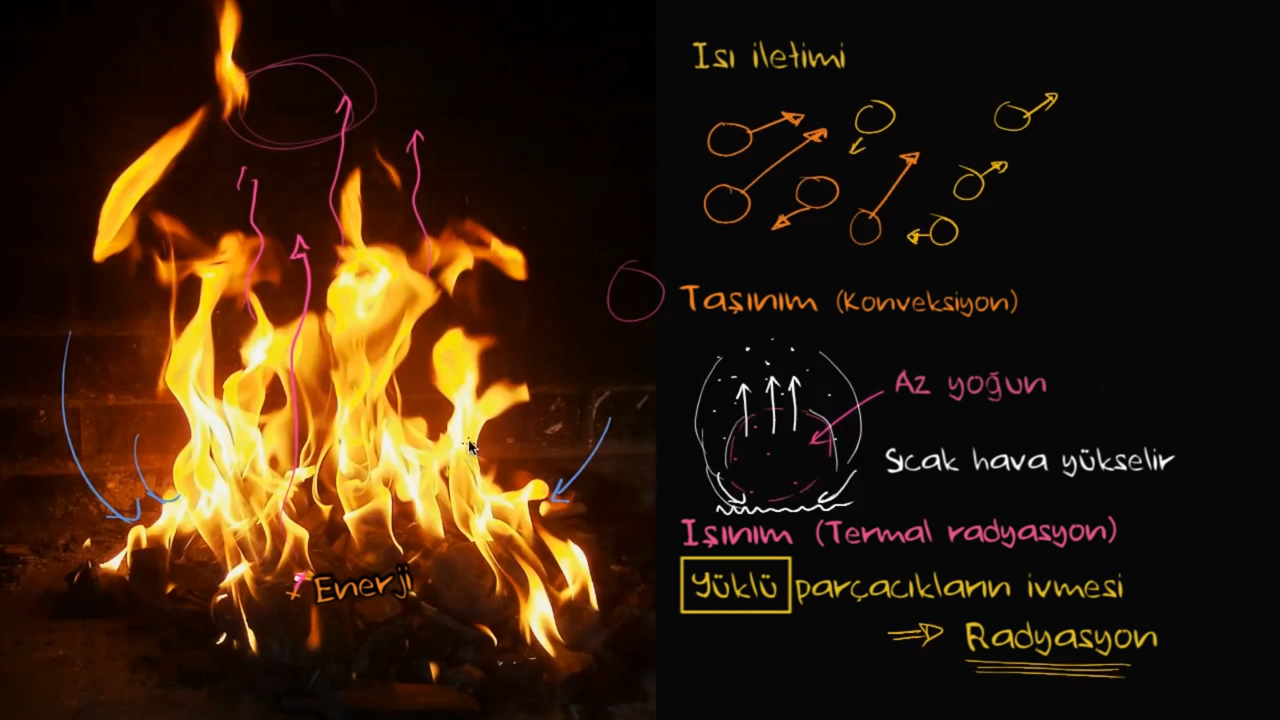 Isı iletimi
Taşınım (Konveksiyon)
Az yoğun
Sıcak hava yükselir
Işınım (Termal radyasyon)
Yüklü parçacıkların ivmesi
⇒ Radyasyon
+ Enerji